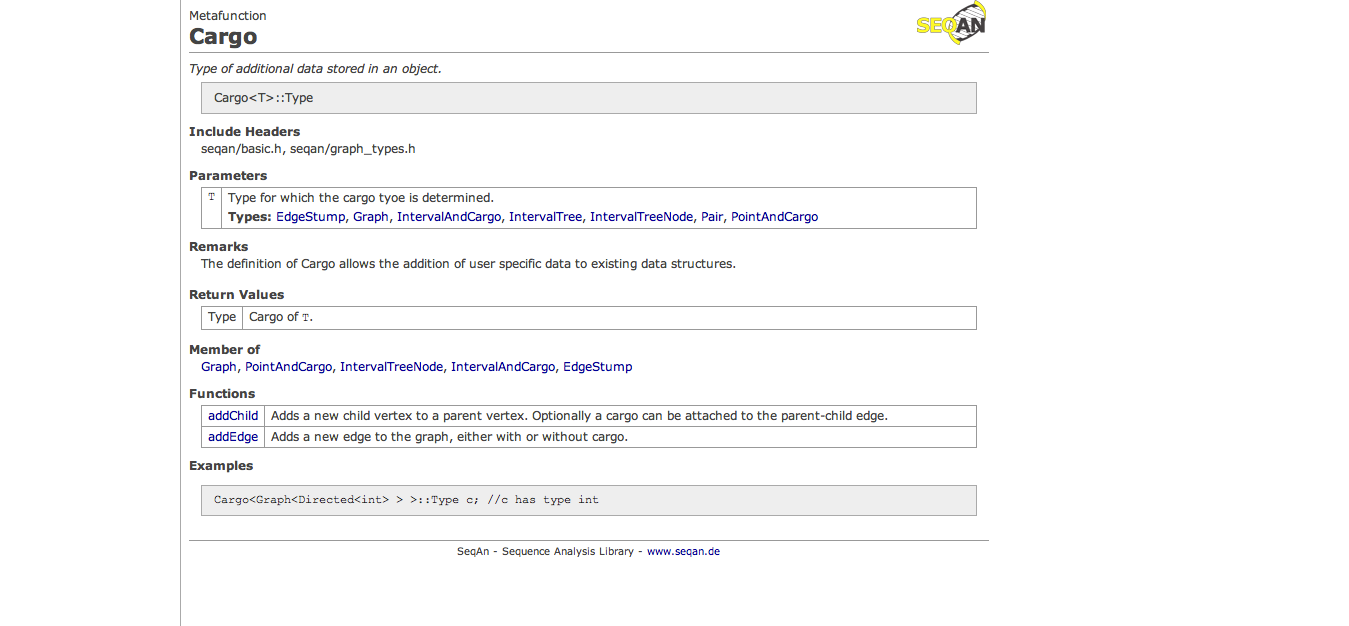 Metafunction
Cargo
SEQAN
Type of additional data stored in an object.
Cargo<T>::Type
Include Headers
seqan/basic.h, seqan/graph_types.h
Parameters
T Type for which the cargo tyoe is determined.
Types: EdgeStump, Graph, IntervalAndCargo, IntervalTree, IntervalTreeNode, Pair, PointAndCargo
Remarks
The definition of Cargo allows the addition of user specific data to existing data structures.
Return Values
Type Cargo of T.
Member of
Graph, PointAndCargo, IntervalTreeNode, IntervalAndCargo, EdgeStump
Functions
addChild Adds a new child vertex to a parent vertex. Optionally a cargo can be attached to the parent-child edge.
addEdge Adds a new edge to the graph, either with or without cargo.
Examples
Cargo<Graph<Directed<int> > >::Type c; //c has type int
SeqAn - Sequence Analysis Library - www.seqan.de